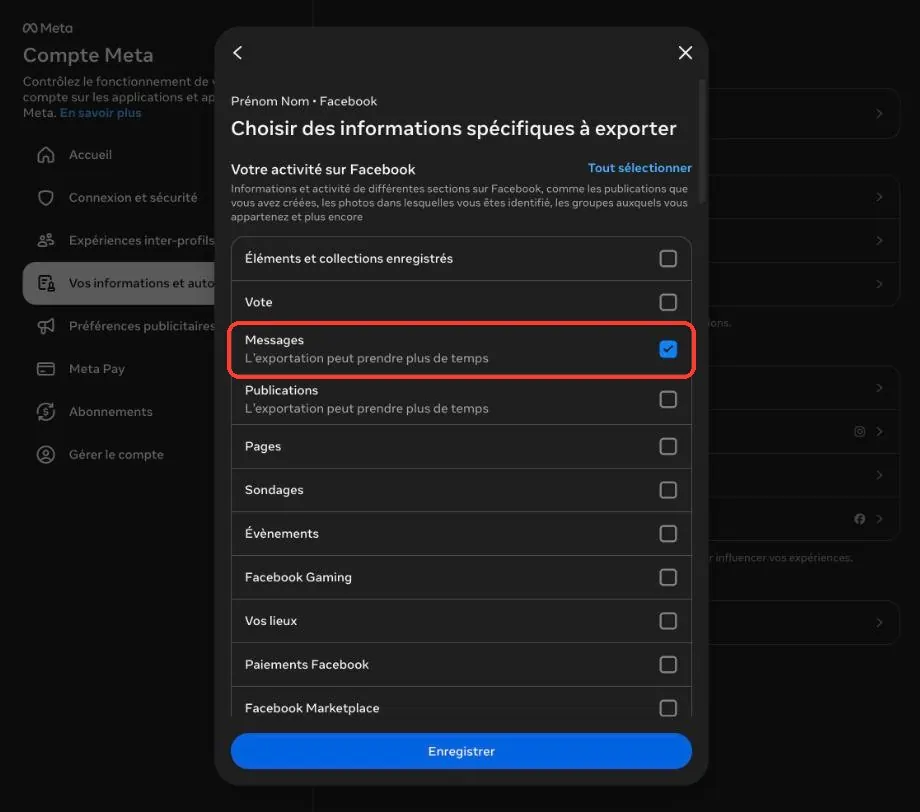 Meta
Compte Meta
Contrôlez le fonctionnement de
compte sur les applications et ap
Meta. En savoir plus
Accueil
Connexion et sécurité
Expériences inter-profils
Vos informations et auto
Préférences publicitaires
Meta Pay
Abonnements
Gérer le compte
Prénom Nom • Facebook
Choisir des informations spécifiques à exporter
Votre activité sur Facebook
Tout sélectionner
Informations et activité de différentes sections sur Facebook, comme les publications que
vous avez créées, les photos dans lesquelles vous êtes identifié, les groupes auxquels vous
appartenez et plus encore
Éléments et collections enregistrés
Vote
Messages
L'exportation peut prendre plus de temps
Publications
L'exportation peut prendre plus de temps
Pages
Sondages
Évènements
Facebook Gaming
Vos lieux
Paiements Facebook
Facebook Marketplace
Enregistrer
ions.
r influencer vos expériences.